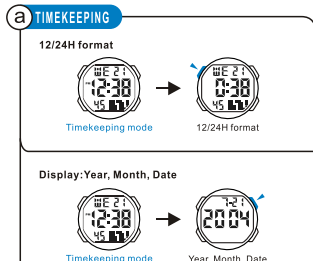 a TIMEKEEPING
12/24H format
WE 21 WE 21
PM 12:38 0:38
45 45
Timekeeping mode 12/24H format
Display:Year, Month, Date
WE 21 7-21
12:38 2004
45
Timekeeping mode Year, Month, Date